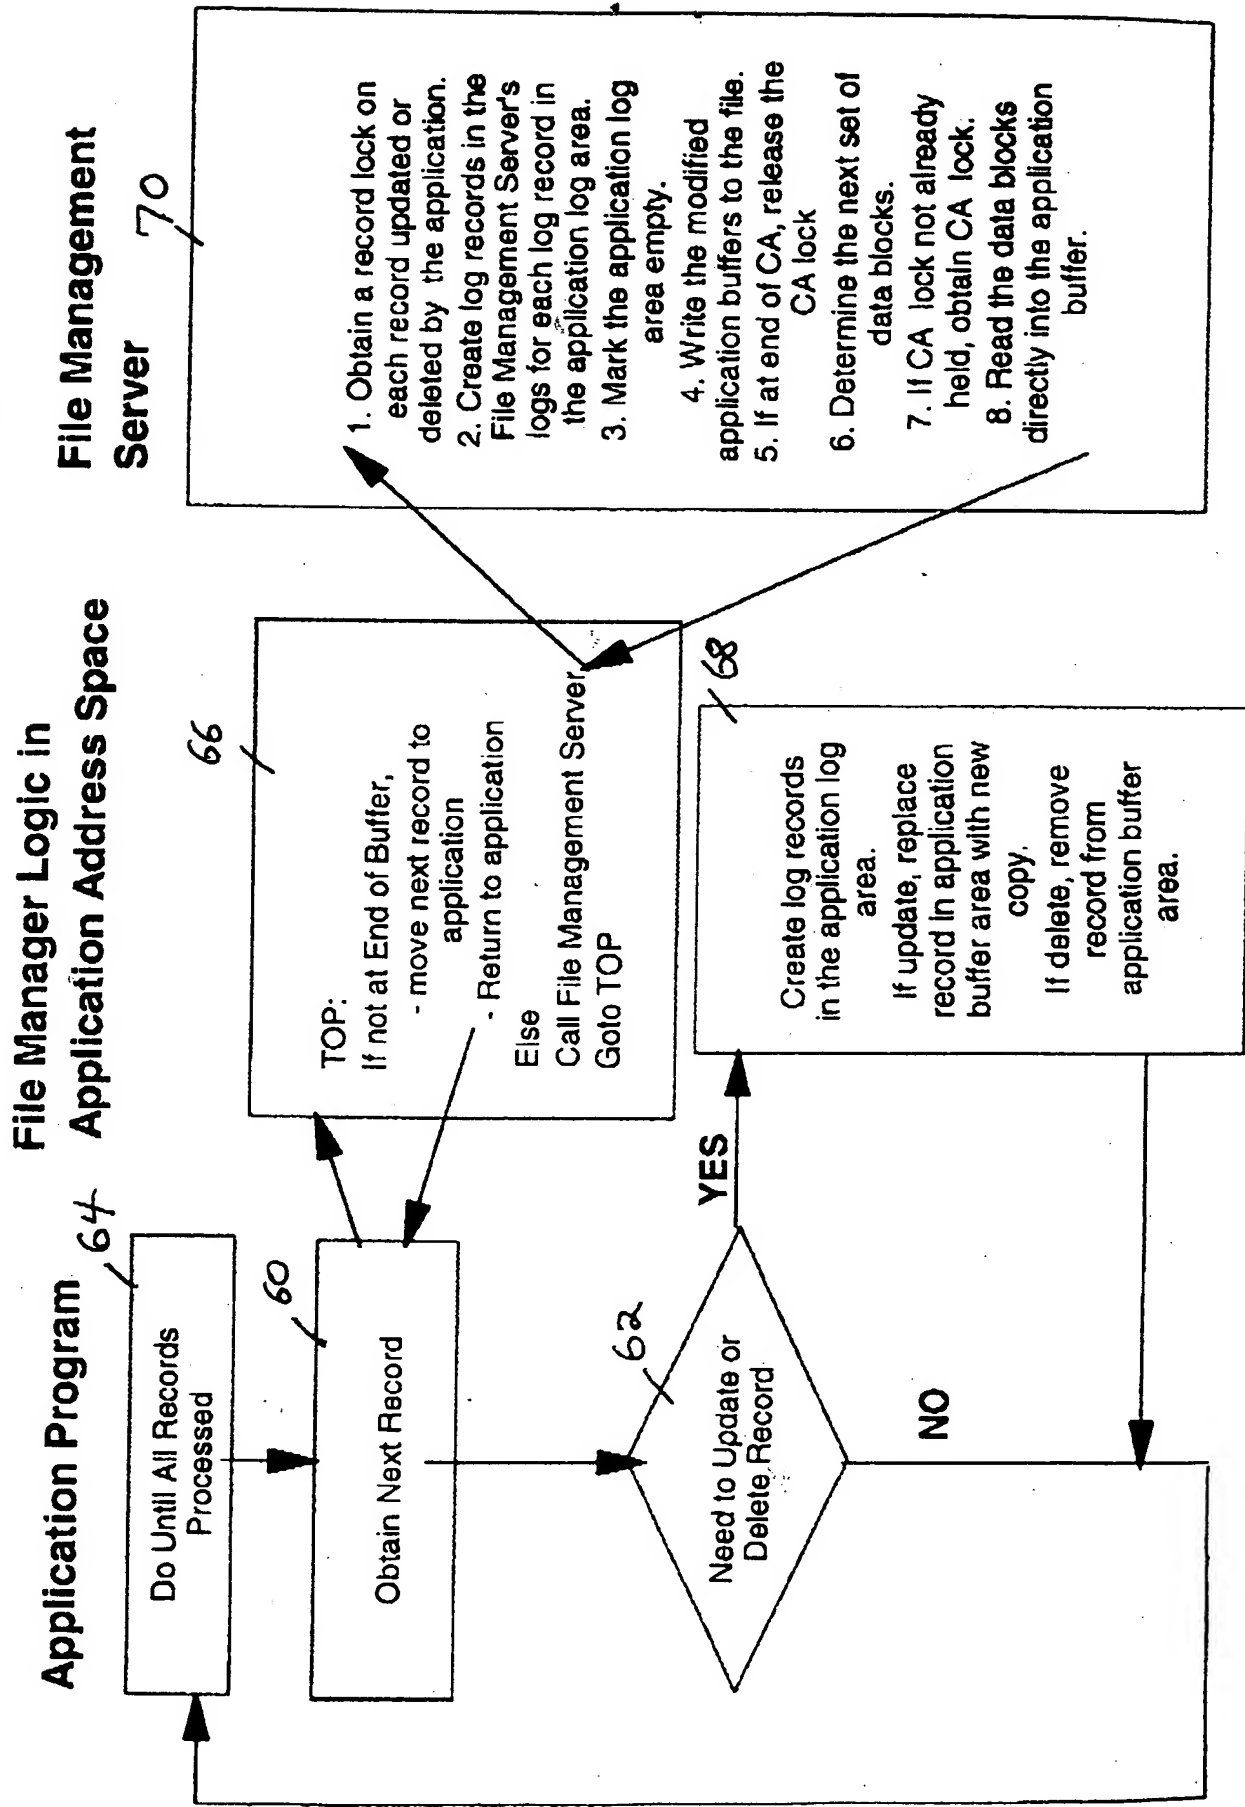 Application Program
64
Do Until All Records
Processed
60
Obtain Next Record
62
Need to Update or
Delete Record
YES
NO
File Manager Logic in
Application Address Space
66
TOP:
If not at End of Buffer,
- move next record to
application
- Return to application
Else
Call File Management Server
Goto TOP
68
Create log records
in the application log
area.
If update, replace
record in application
buffer area with new
copy.
If delete, remove
record from
application buffer
area.
File Management
Server
70
1. Obtain a record lock on
each record updated or
deleted by the application.
2. Create log records in the
File Management Server's
logs for each log record in
the application log area.
3. Mark the application log
area empty.
4. Write the modified
application buffers to the file.
5. If at end of CA, release the
CA lock
6. Determine the next set of
data blocks.
7. If CA lock not already
held, obtain CA lock.
8. Read the data blocks
directly into the application
buffer.